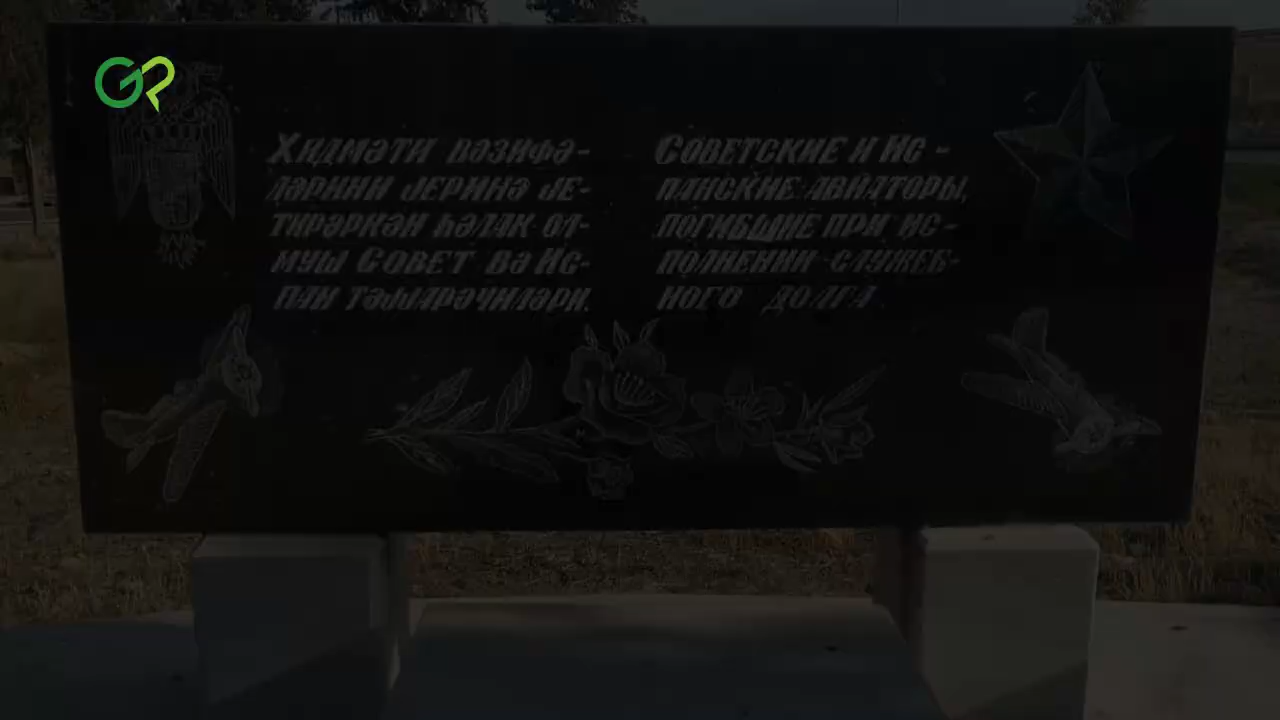 GP
Хидмәти вәзифә-
ләрини јеринә је-
тирәркән һәлак ол-
муш Совет вә Ис-
пан тәјјарәчиләри.
Советские и Ис-
панские авиаторы,
погибшие при ис-
полнении служеб-
ного долга